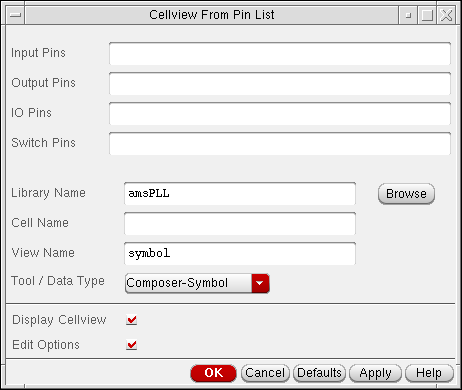 Cellview From Pin List
Input Pins
Output Pins
IO Pins
Switch Pins
Library Name amsPLL Browse
Cell Name
View Name symbol
Tool / Data Type Composer-Symbol
Display Cellview
Edit Options
OK Cancel Defaults Apply Help